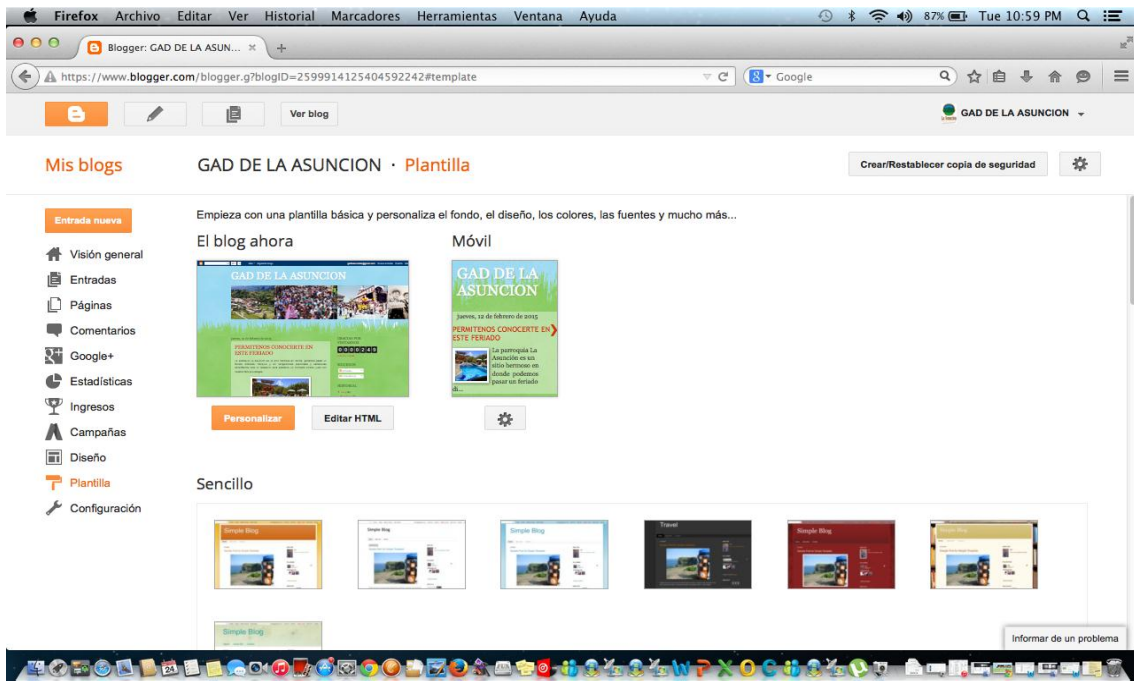 Firefox Archivo Editar Ver Historial Marcadores Herramientas Ventana Ayuda 87% Tue 10:59 PM
Blogger: GAD DE LA ASUN...
https://www.blogger.com/blogger.g?blogID=2599914125404592242#template Google
Ver blog GAD DE LA ASUNCION
Mis blogs GAD DE LA ASUNCION · Plantilla Crear/Restablecer copia de seguridad
Entrada nueva
Visión general
Entradas
Páginas
Comentarios
Google+
Estadísticas
Ingresos
Campañas
Diseño
Plantilla
Configuración
Empieza con una plantilla básica y personaliza el fondo, el diseño, los colores, las fuentes y mucho más...
El blog ahora
GAD DE LA ASUNCION
PERMITENOS CONOCERTE EN
ESTE FERIADO
0000249
Personalizar Editar HTML
Móvil
GAD DE LA
ASUNCION
jueves, 12 de febrero de 2015
PERMITENOS CONOCERTE EN
ESTE FERIADO
La parroquia La
Asunción es un
sitio hermoso en
donde podemos
pasar un feriado
di...
Sencillo
Simple Blog
Simple Blog
Simple Blog
Travel
Simple Blog
Simple Blog
Simple Blog
Informar de un problema